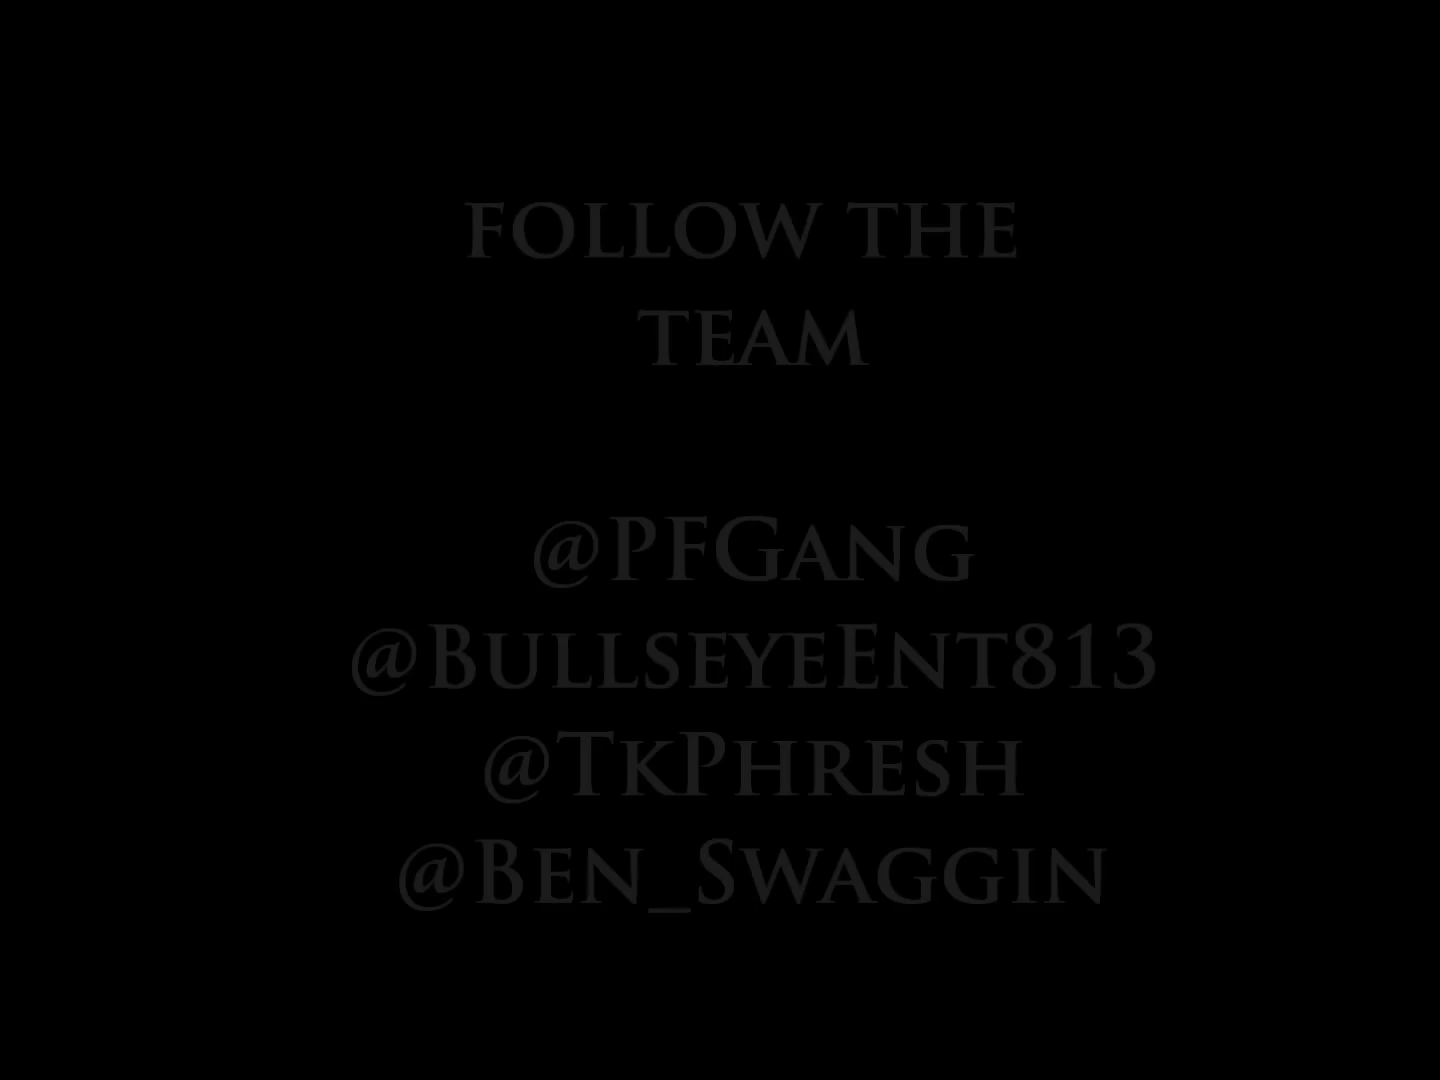 FOLLOW THE
TEAM
@PFGANG
@BULLSEYEENT813
@TKPHRESH
@BEN_SWAGGIN